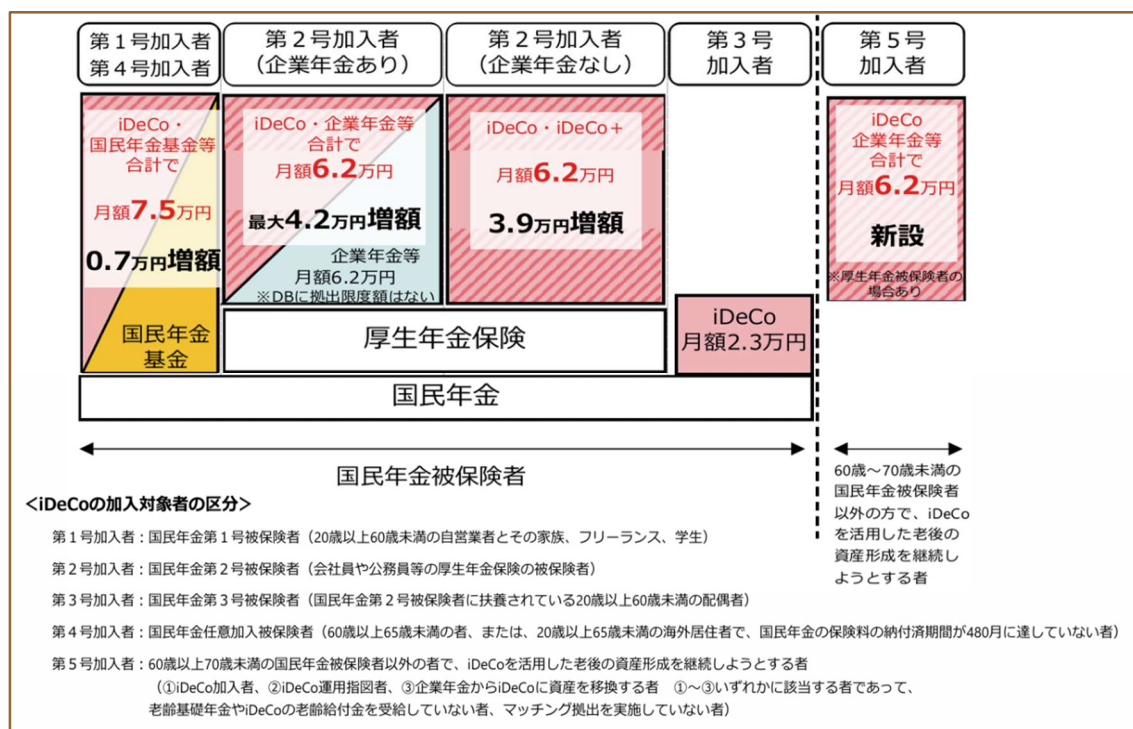 第１号加入者
第４号加入者
第２号加入者
（企業年金あり）
第２号加入者
（企業年金なし）
第３号
加入者
第５号
加入者
iDeCo・
国民年金基金等
合計で
月額7.5万円
0.7万円増額
国民年金
基金
iDeCo・企業年金等
合計で
月額6.2万円
最大4.2万円増額
企業年金等
月額6.2万円
※DBに拠出限度額はない
iDeCo・iDeCo＋
月額6.2万円
3.9万円増額
iDeCo
月額2.3万円
iDeCo
企業年金等
合計で
月額6.2万円
新設
※厚生年金被保険者の
場合あり
厚生年金保険
国民年金
国民年金被保険者
60歳～70歳未満の
国民年金被保険者
以外の方で、iDeCo
を活用した老後の
資産形成を継続し
ようとする者
＜iDeCoの加入対象者の区分＞
第１号加入者：国民年金第１号被保険者（20歳以上60歳未満の自営業者とその家族、フリーランス、学生）
第２号加入者：国民年金第２号被保険者（会社員や公務員等の厚生年金保険の被保険者）
第３号加入者：国民年金第３号被保険者（国民年金第２号被保険者に扶養されている20歳以上60歳未満の配偶者）
第４号加入者：国民年金任意加入被保険者（60歳以上65歳未満の者、または、20歳以上65歳未満の海外居住者で、国民年金の保険料の納付済期間が480月に達していない者）
第５号加入者：60歳以上70歳未満の国民年金被保険者以外の者で、iDeCoを活用した老後の資産形成を継続しようとする者
（①iDeCo加入者、②iDeCo運用指図者、③企業年金からiDeCoに資産を移換する者　①～③いずれかに該当する者であって、
老齢基礎年金やiDeCoの老齢給付金を受給していない者、マッチング拠出を実施していない者）